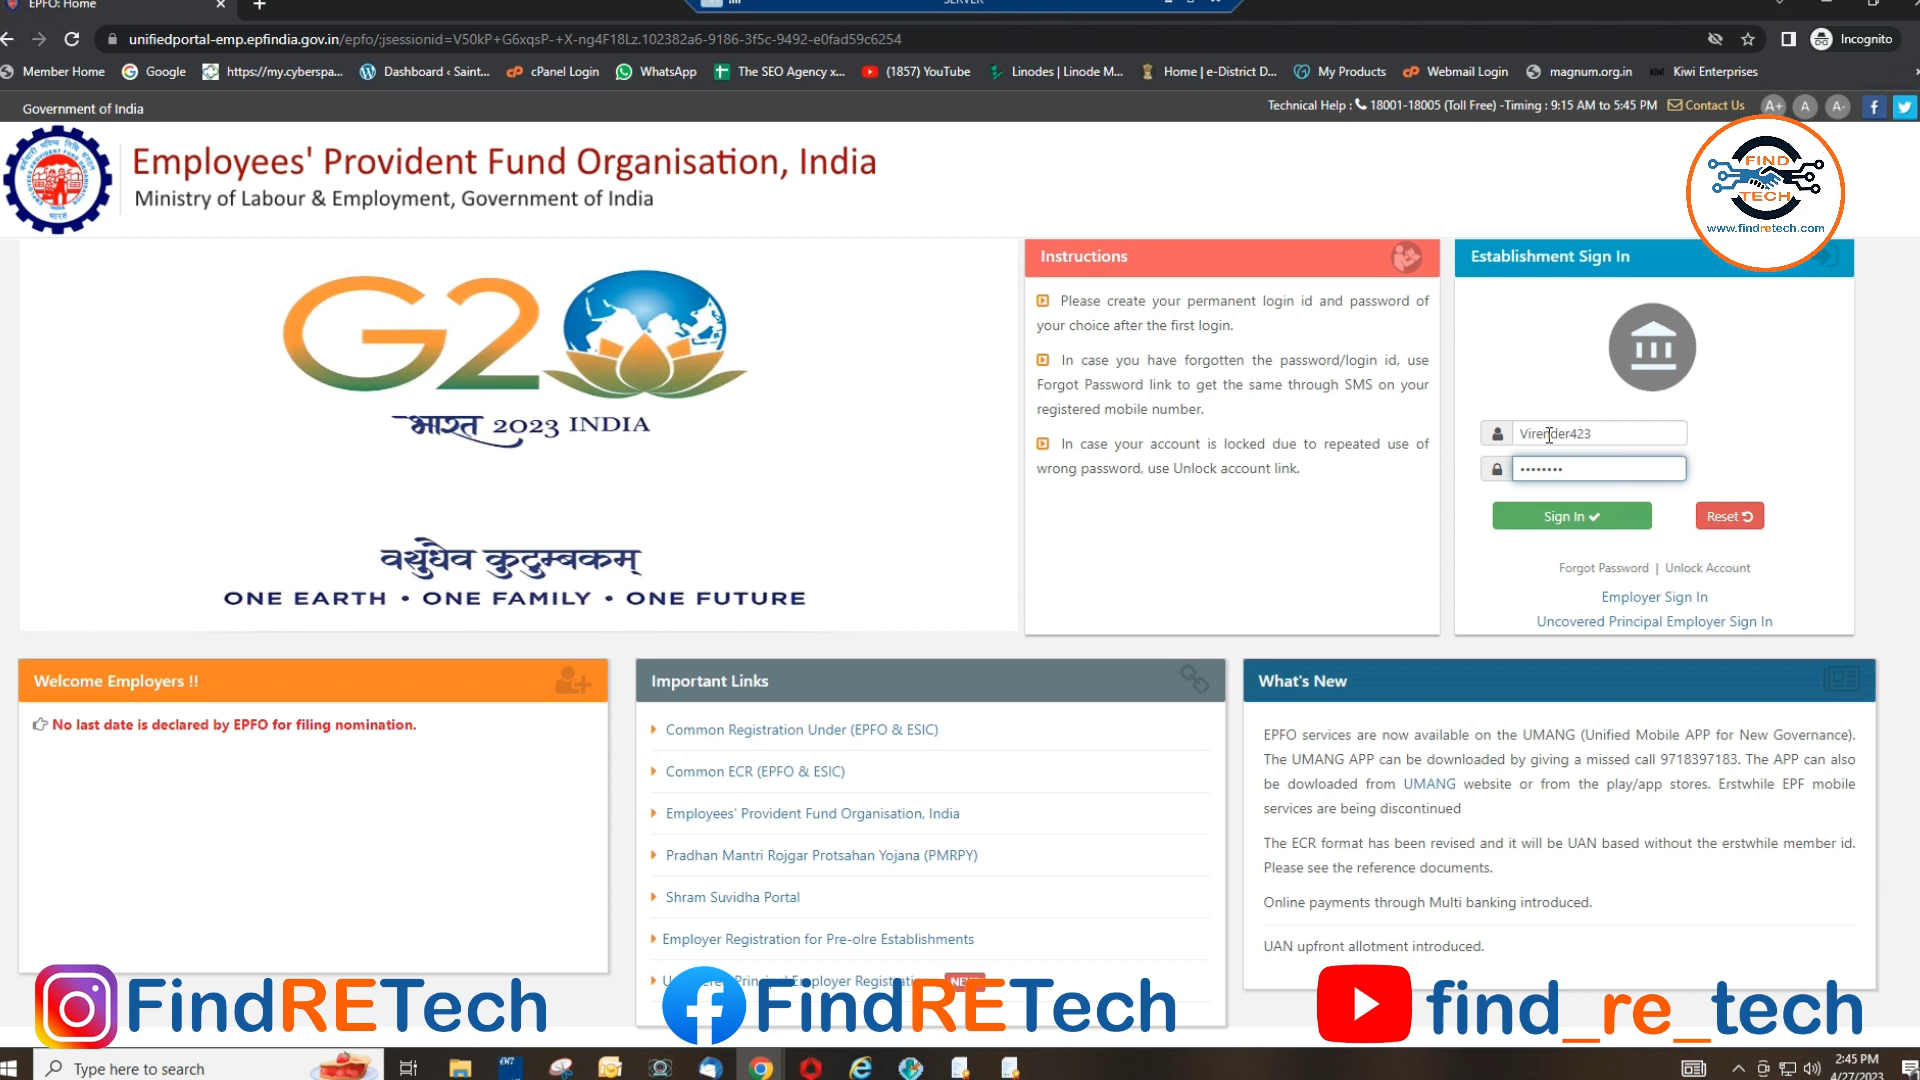 EPFO: Home
SERVER
unifiedportal-emp.epfindia.gov.in/epfo/;jsessionid=V50kP+G6xqsP-+X-ng4F18Lz.102382a6-9186-3f5c-9492-e0fad59c6254
Incognito
Member Home
Google
https://my.cyberspa...
Dashboard ‹ Saint...
cPanel Login
WhatsApp
The SEO Agency x...
(1857) YouTube
Linodes | Linode M...
Home | e-District D...
My Products
Webmail Login
magnum.org.in
Kiwi Enterprises
Government of India
Technical Help : 18001-18005 (Toll Free) -Timing : 9:15 AM to 5:45 PM
Contact Us
A+ A A-
Employees' Provident Fund Organisation, India
Ministry of Labour & Employment, Government of India
FIND
TECH
www.findretech.com
G20
भारत 2023 INDIA
वसुधैव कुटुम्बकम्
ONE EARTH • ONE FAMILY • ONE FUTURE
Instructions
Please create your permanent login id and password of
your choice after the first login.
In case you have forgotten the password/login id, use
Forgot Password link to get the same through SMS on your
registered mobile number.
In case your account is locked due to repeated use of
wrong password, use Unlock account link.
Establishment Sign In
Virender423
••••••••
Sign In
Reset
Forgot Password | Unlock Account
Employer Sign In
Uncovered Principal Employer Sign In
Welcome Employers !!
No last date is declared by EPFO for filing nomination.
Important Links
Common Registration Under (EPFO & ESIC)
Common ECR (EPFO & ESIC)
Employees' Provident Fund Organisation, India
Pradhan Mantri Rojgar Protsahan Yojana (PMRPY)
Shram Suvidha Portal
Employer Registration for Pre-olre Establishments
Principal Employer
What's New
EPFO services are now available on the UMANG (Unified Mobile APP for New Governance).
The UMANG APP can be downloaded by giving a missed call 9718397183. The APP can also
be dowloaded from UMANG website or from the play/app stores. Erstwhile EPF mobile
services are being discontinued
The ECR format has been revised and it will be UAN based without the erstwhile member id.
Please see the reference documents.
Online payments through Multi banking introduced.
UAN upfront allotment introduced.
FindRETech
FindRETech
find_re_tech
Type here to search
2:45 PM
4/27/2023